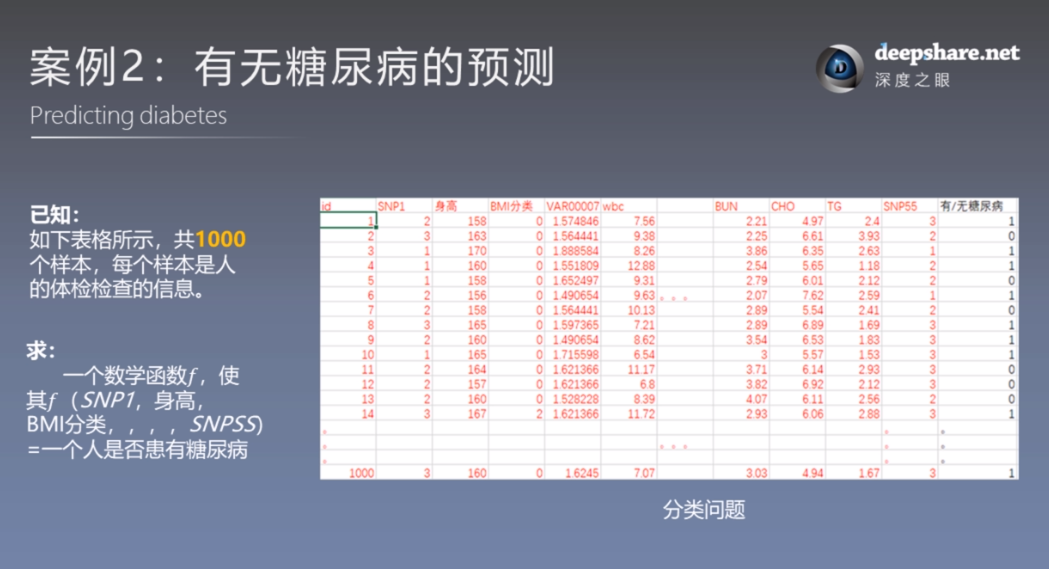 案例2：有无糖尿病的预测
Predicting diabetes
deepshare.net
深度之眼
已知：
如下表格所示，共1000
个样本，每个样本是人
的体检检查的信息。
求：
一个数学函数f，使
其f（SNP1，身高，
BMI分类，，，，SNPSS）
=一个人是否患有糖尿病
id SNP1 身高 BMI分类 VAR00007 wbc BUN CHO TG SNP55 有/无糖尿病
1 2 158 0 1.574846 7.56 2.21 4.97 2.4 3 1
2 3 163 0 1.564441 9.38 2.25 6.61 3.93 2 0
3 1 170 0 1.888584 8.26 3.86 6.35 2.63 1 1
4 1 160 0 1.551809 12.88 2.54 5.65 1.18 2 1
5 1 158 0 1.652497 9.31 2.79 6.01 2.12 2 0
6 2 156 0 1.490654 9.63 。。。 2.07 7.62 2.59 1 1
7 2 158 0 1.564441 10.13 2.89 5.54 2.41 2 0
8 3 165 0 1.597365 7.21 2.89 6.89 1.69 3 1
9 2 160 0 1.490654 8.62 3.54 6.53 1.83 3 1
10 1 165 0 1.715598 6.54 3 5.57 1.53 3 1
11 2 164 0 1.621366 11.17 3.71 6.14 2.93 3 0
12 2 157 0 1.621366 6.8 3.82 6.92 2.12 3 0
13 2 160 0 1.528228 8.39 4.07 6.11 2.56 2 0
14 3 167 2 1.621366 11.72 2.93 6.06 2.88 3 1
。 。 。
。 。。。 。 。
。 。 。
1000 3 160 0 1.6245 7.07 3.03 4.94 1.67 3 1
分类问题